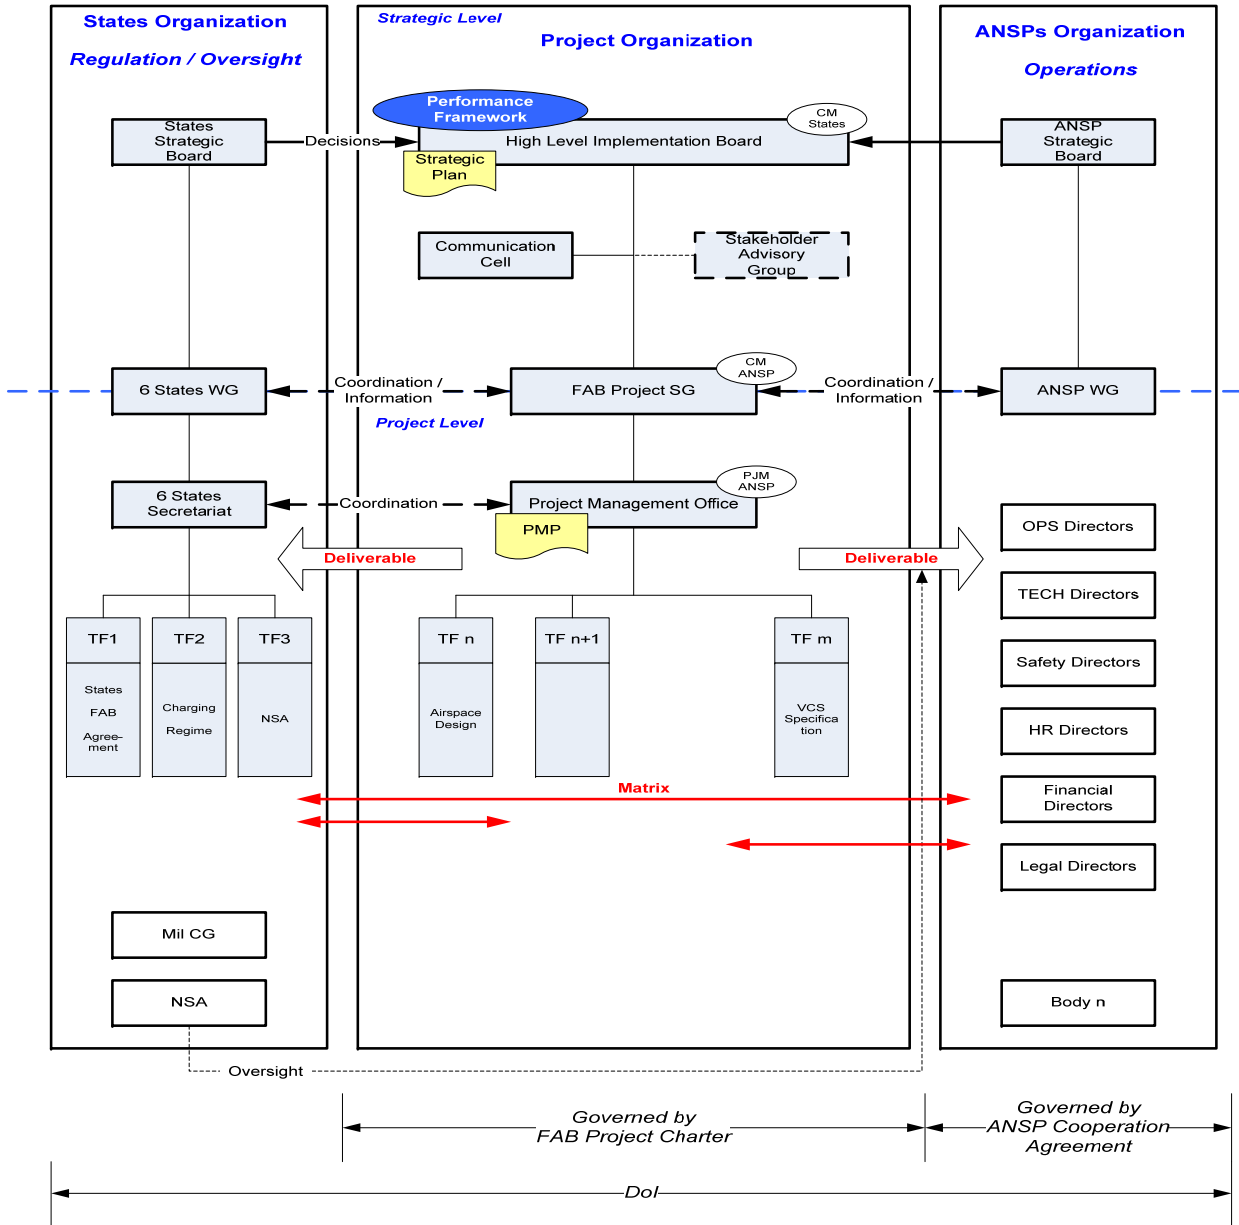 States Organization
Regulation / Oversight
Strategic Level
Project Organization
ANSPs Organization
Operations
States
Strategic
Board
Decisions
Performance
Framework
High Level Implementation Board
CM
States
Strategic
Plan
ANSP
Strategic
Board
Communication
Cell
Stakeholder
Advisory
Group
6 States WG
Coordination /
Information
FAB Project SG
CM
ANSP
Coordination /
Information
ANSP WG
Project Level
6 States
Secretariat
Coordination
Project Management Office
PJM
ANSP
PMP
Deliverable
Deliverable
OPS Directors
TECH Directors
Safety Directors
HR Directors
Financial
Directors
Legal Directors
Body n
TF1
States
FAB
Agree-
ment
TF2
Charging
Regime
TF3
NSA
TF n
Airspace
Design
TF n+1
TF m
VCS
Specifica
tion
Matrix
Mil CG
NSA
Oversight
Governed by
FAB Project Charter
Governed by
ANSP Cooperation
Agreement
DoI